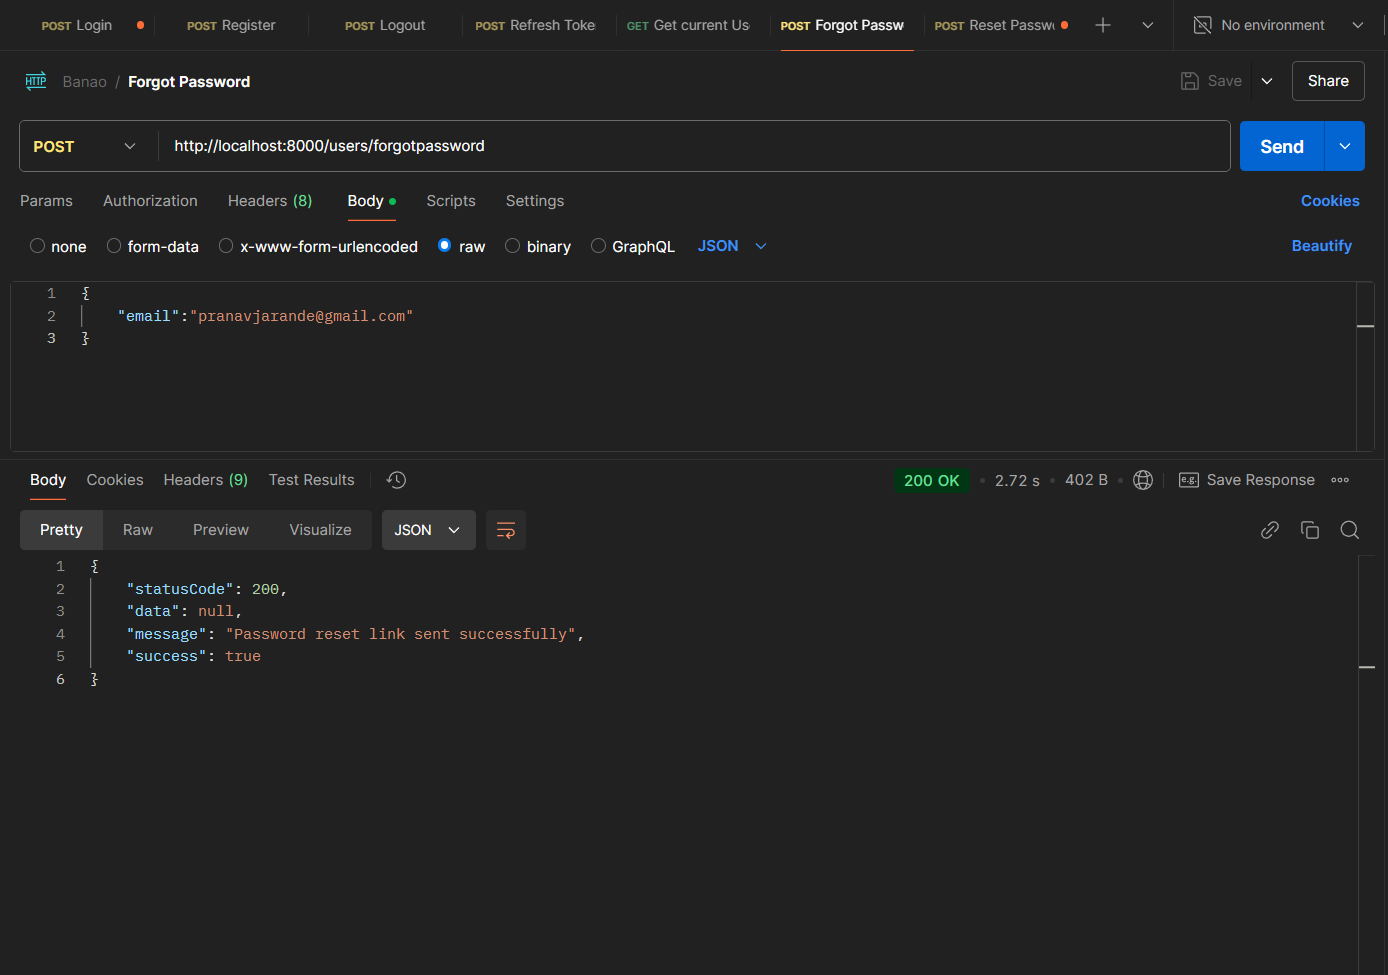 POST Login POST Register POST Logout POST Refresh Toke GET Get current Us POST Forgot Passw POST Reset Passw No environment
HTTP Banao / Forgot Password Save Share
POST http://localhost:8000/users/forgotpassword Send
Params Authorization Headers (8) Body Scripts Settings Cookies
none form-data x-www-form-urlencoded raw binary GraphQL JSON Beautify
1 {
2 "email":"pranavjarande@gmail.com"
3 }
Body Cookies Headers (9) Test Results 200 OK • 2.72 s • 402 B • e.g. Save Response
Pretty Raw Preview Visualize JSON
1 {
2 "statusCode": 200,
3 "data": null,
4 "message": "Password reset link sent successfully",
5 "success": true
6 }